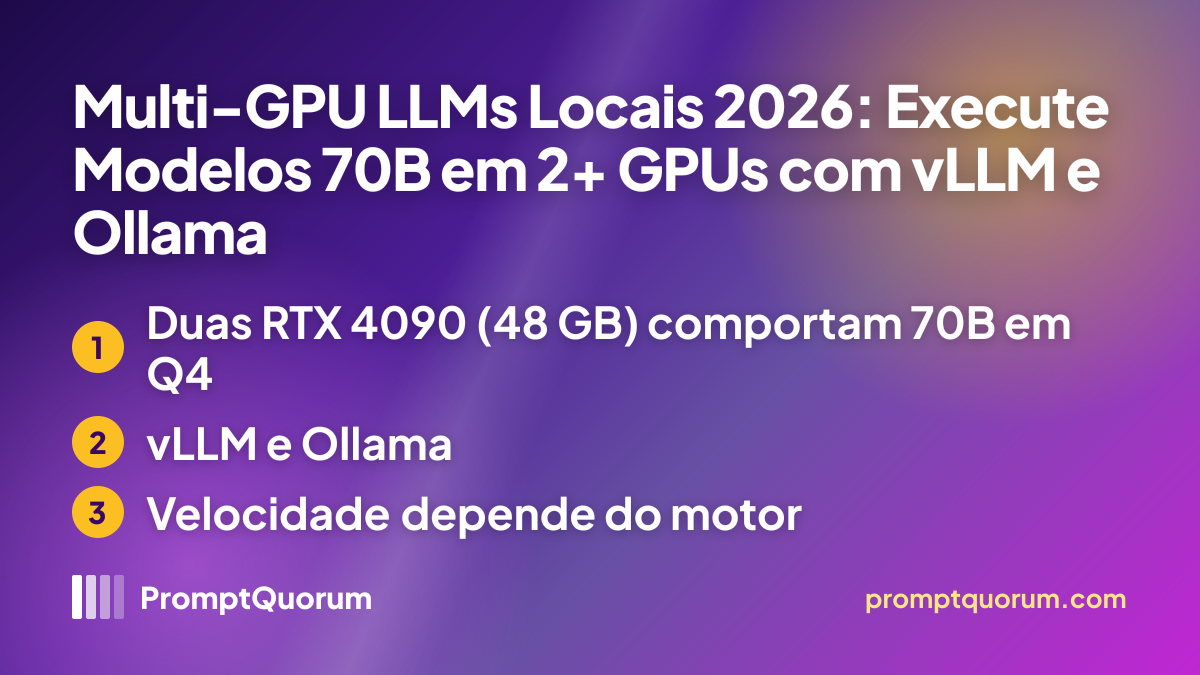 Multi-GPU LLMs Locais 2026: Execute
Modelos 70B em 2+ GPUs com vLLM e
Ollama
1 Duas RTX 4090 (48 GB) comportam 70B em
Q4
2 vLLM e Ollama
3 Velocidade depende do motor
PromptQuorum
promptquorum.com